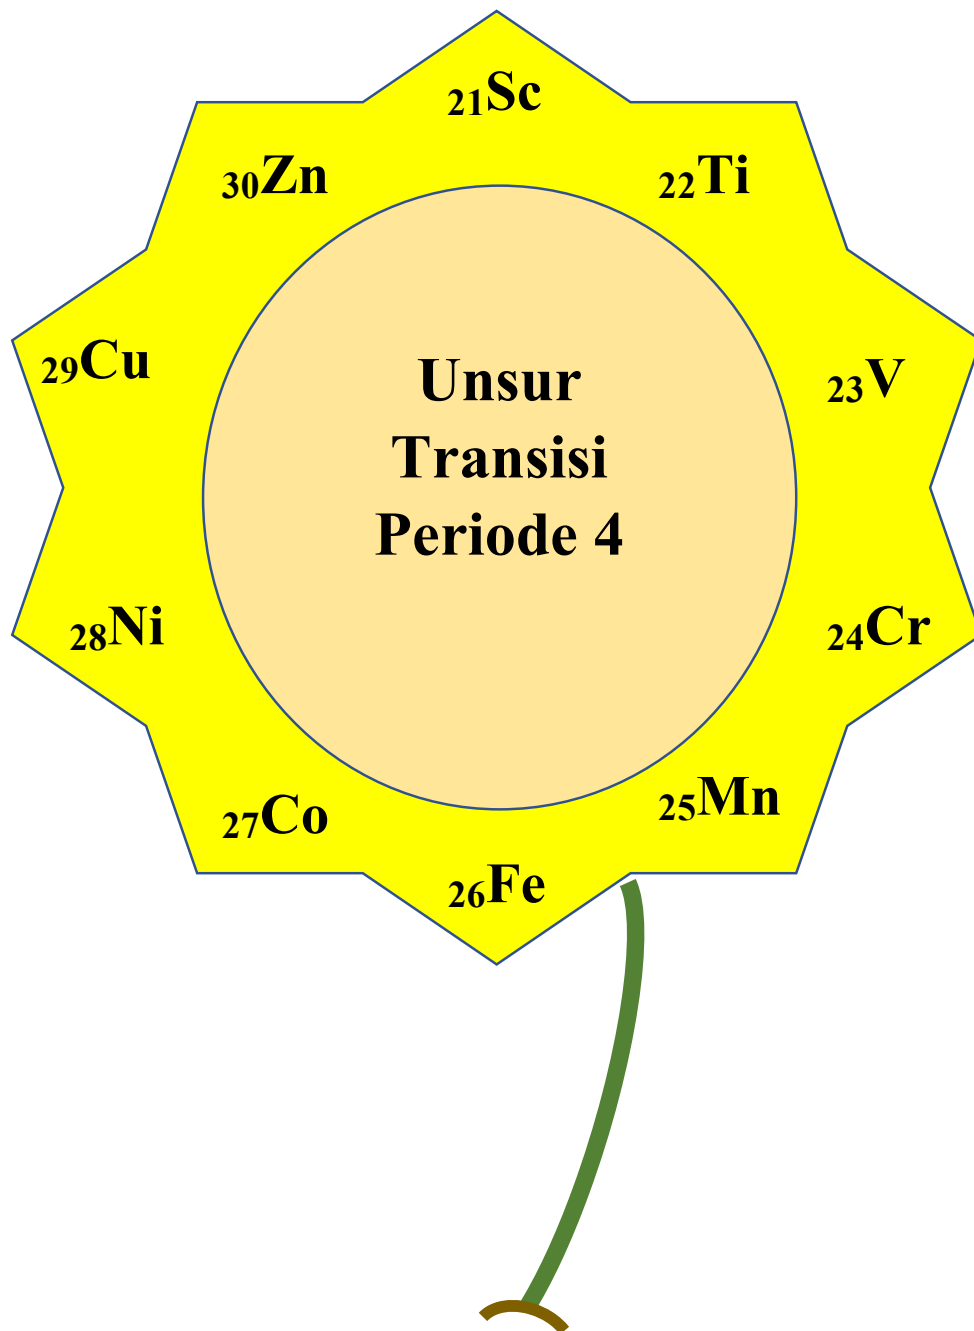 ₂₁Sc
₃₀Zn
₂₂Ti
₂₉Cu
₂₃V
Unsur
Transisi
Periode 4
₂₈Ni
₂₄Cr
₂₇Co
₂₅Mn
₂₆Fe